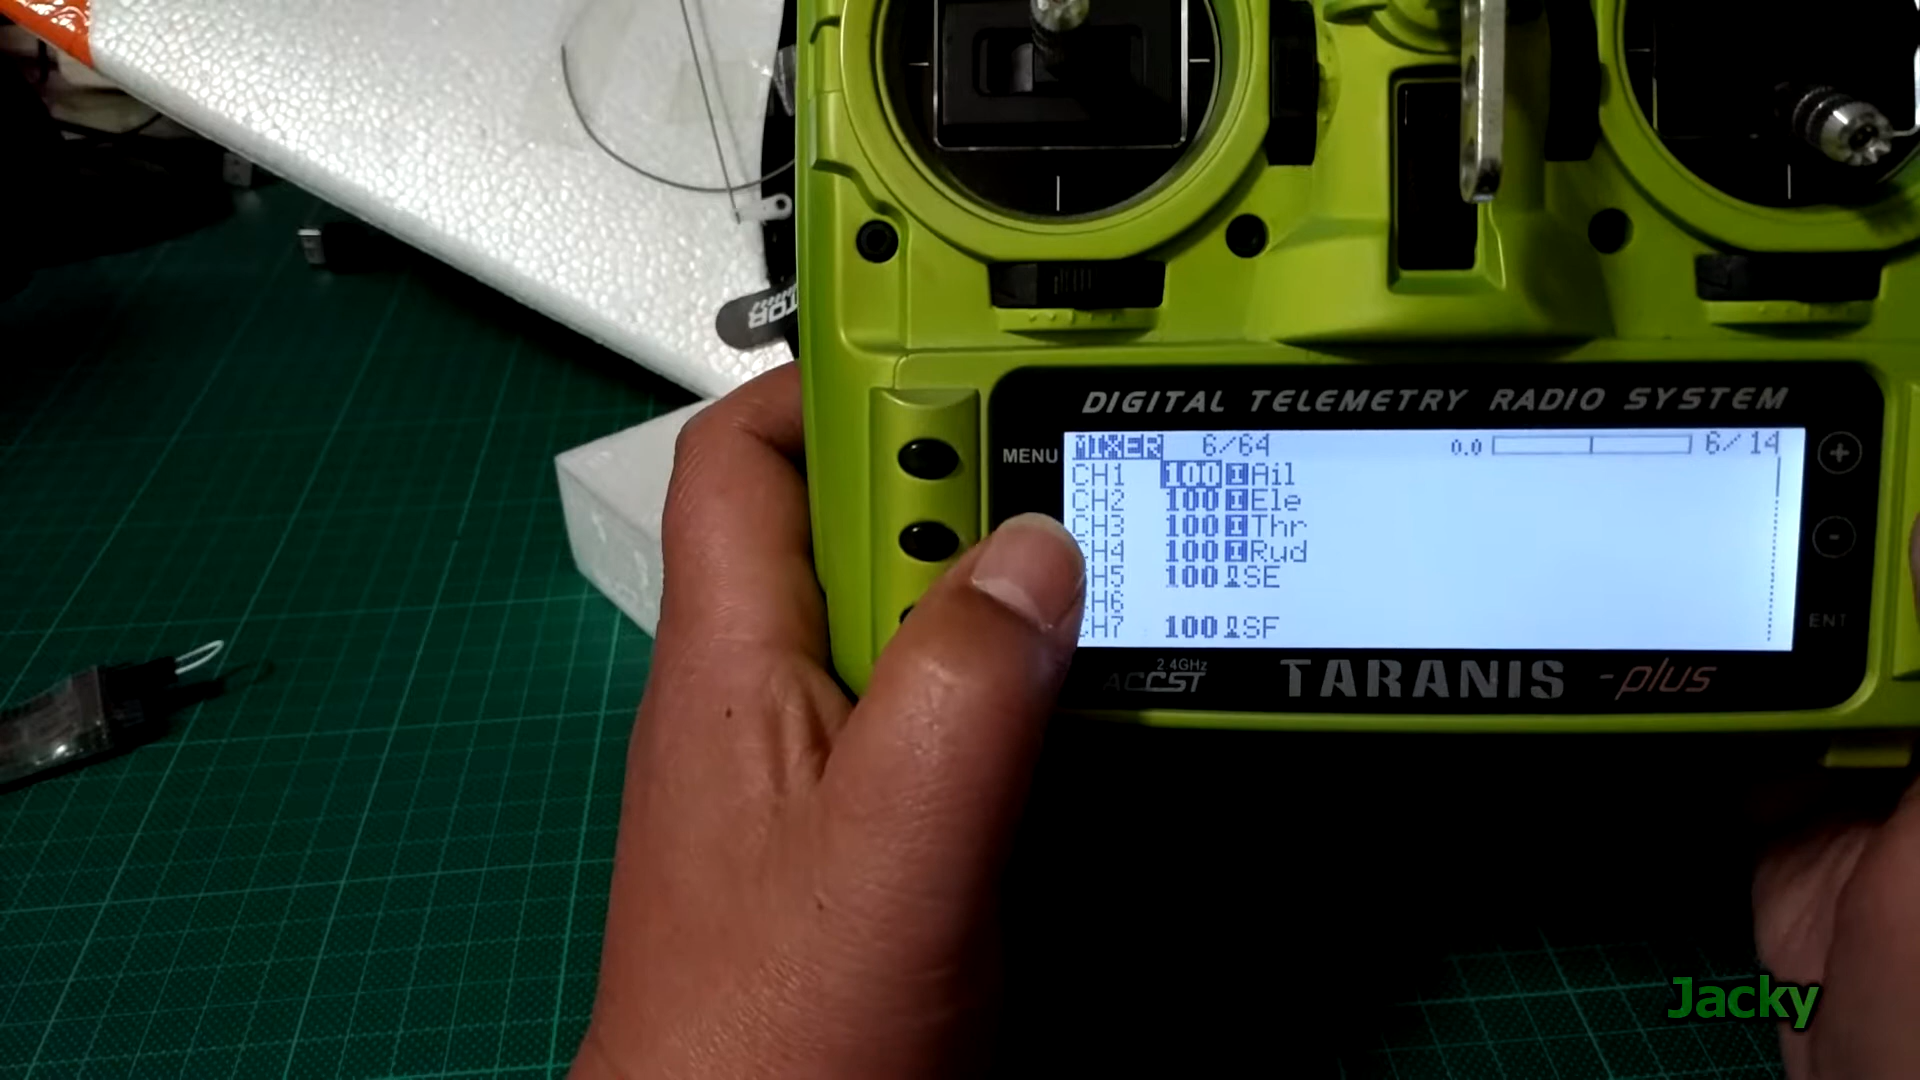 DIGITAL TELEMETRY RADIO SYSTEM
MENU
MIXER 6/64 0.0 6/14
CH1 100 I Ail
CH2 100 I Ele
CH3 100 I Thr
CH4 100 I Rud
H5 100 SE
H6
H7 100 SF
+
-
ENT
2.4GHz
ACCST
TARANIS -plus
Jacky